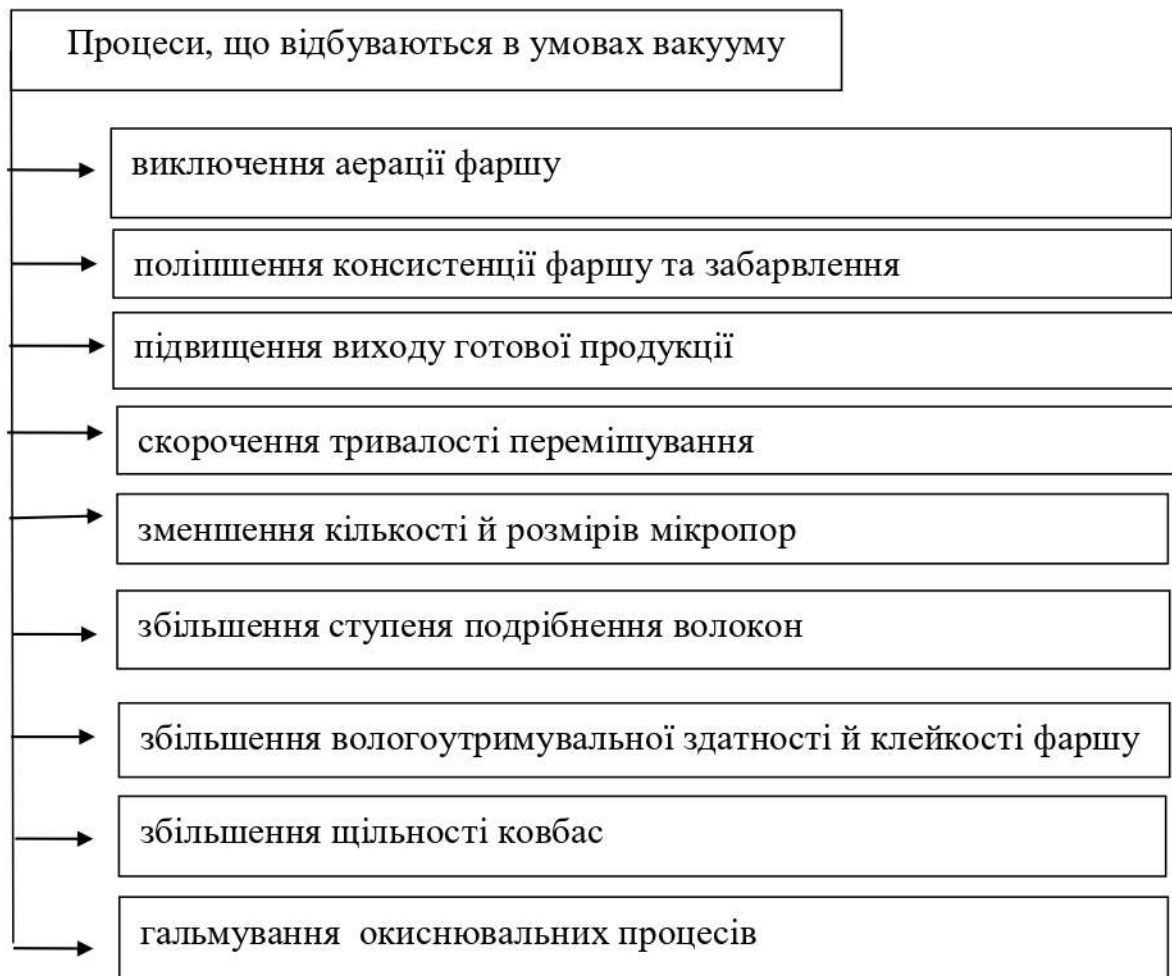 Процеси, що відбуваються в умовах вакууму
виключення аерації фаршу
поліпшення консистенції фаршу та забарвлення
підвищення виходу готової продукції
скорочення тривалості перемішування
зменшення кількості й розмірів мікропор
збільшення ступеня подрібнення волокон
збільшення вологоутримувальної здатності й клейкості фаршу
збільшення щільності ковбас
гальмування окиснювальних процесів